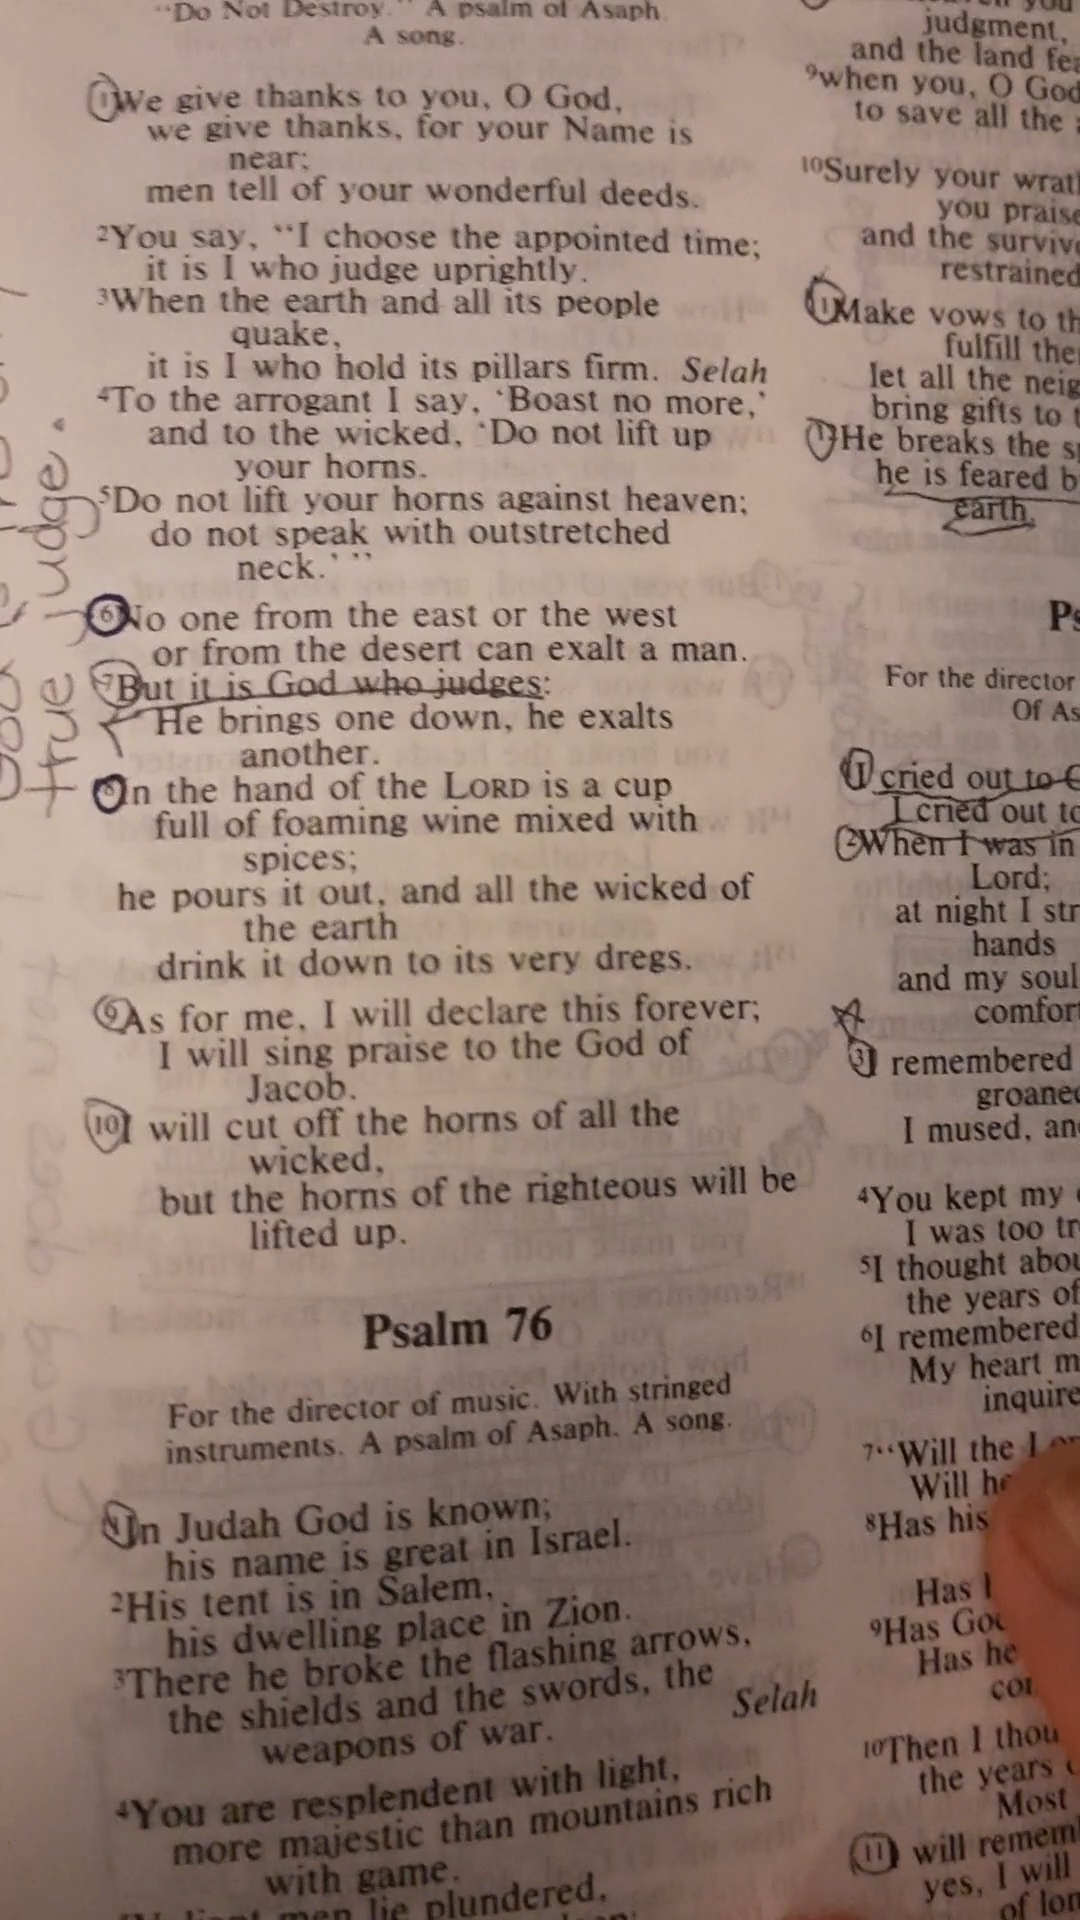 "Do Not Destroy." A psalm of Asaph.
A song.
1We give thanks to you, O God,
we give thanks, for your Name is
near;
men tell of your wonderful deeds.
2You say, "I choose the appointed time;
it is I who judge uprightly.
3When the earth and all its people
quake,
it is I who hold its pillars firm. Selah
4To the arrogant I say, 'Boast no more,'
and to the wicked, 'Do not lift up
your horns.
5Do not lift your horns against heaven;
do not speak with outstretched
neck.' "
6No one from the east or the west
or from the desert can exalt a man.
7But it is God who judges:
He brings one down, he exalts
another.
8In the hand of the LORD is a cup
full of foaming wine mixed with
spices;
he pours it out, and all the wicked of
the earth
drink it down to its very dregs.
9As for me, I will declare this forever;
I will sing praise to the God of
Jacob.
10I will cut off the horns of all the
wicked,
but the horns of the righteous will be
lifted up.
Psalm 76
For the director of music. With stringed
instruments. A psalm of Asaph. A song.
1In Judah God is known;
his name is great in Israel.
2His tent is in Salem,
his dwelling place in Zion.
3There he broke the flashing arrows,
the shields and the swords, the
weapons of war. Selah
4You are resplendent with light,
more majestic than mountains rich
with game.
men lie plundered,
true judge.
God does not
judgment,
and the land
9when you, O God
to save all the
10Surely your
you
and the
restrained
11Make vows to
fulfill
let all the
bring gifts to
12He breaks the
he is feared
earth.
For the director
Of
1I cried out to
I cried out to
2When I was in
Lord;
at night I
hands
and my soul
3I remembered
I mused,
4You kept my
I was too
5I thought
the years of
6I remembered
My heart
7"Will the
Will
8Has his
Has
9Has
Has he
10Then I
the years
Most
11I will
yes, I will
of